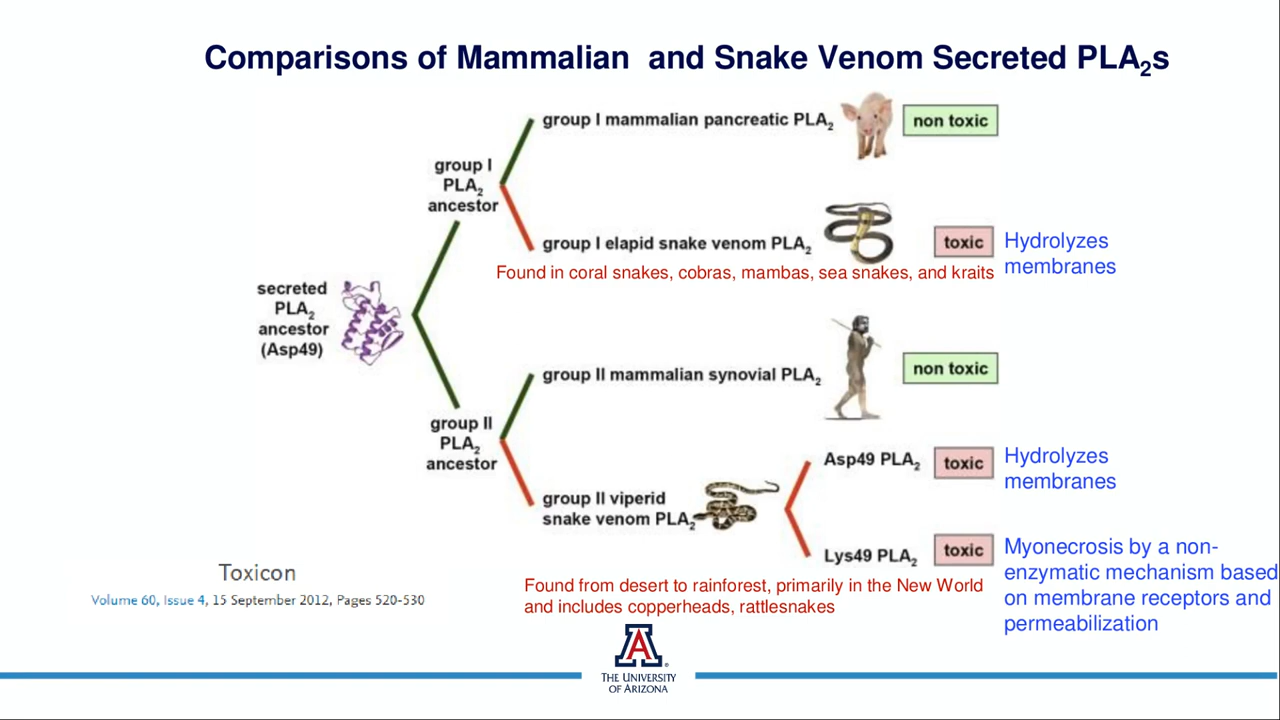 Comparisons of Mammalian and Snake Venom Secreted PLA₂s
group I mammalian pancreatic PLA₂
non toxic
group I
PLA₂
ancestor
group I elapid snake venom PLA₂
toxic
Hydrolyzes
membranes
Found in coral snakes, cobras, mambas, sea snakes, and kraits
secreted
PLA₂
ancestor
(Asp49)
group II mammalian synovial PLA₂
non toxic
group II
PLA₂
ancestor
Asp49 PLA₂
toxic
Hydrolyzes
membranes
group II viperid
snake venom PLA₂
Lys49 PLA₂
toxic
Myonecrosis by a non-
enzymatic mechanism based
on membrane receptors and
permeabilization
Found from desert to rainforest, primarily in the New World
and includes copperheads, rattlesnakes
Toxicon
Volume 60, Issue 4, 15 September 2012, Pages 520-530
A
THE UNIVERSITY
OF ARIZONA